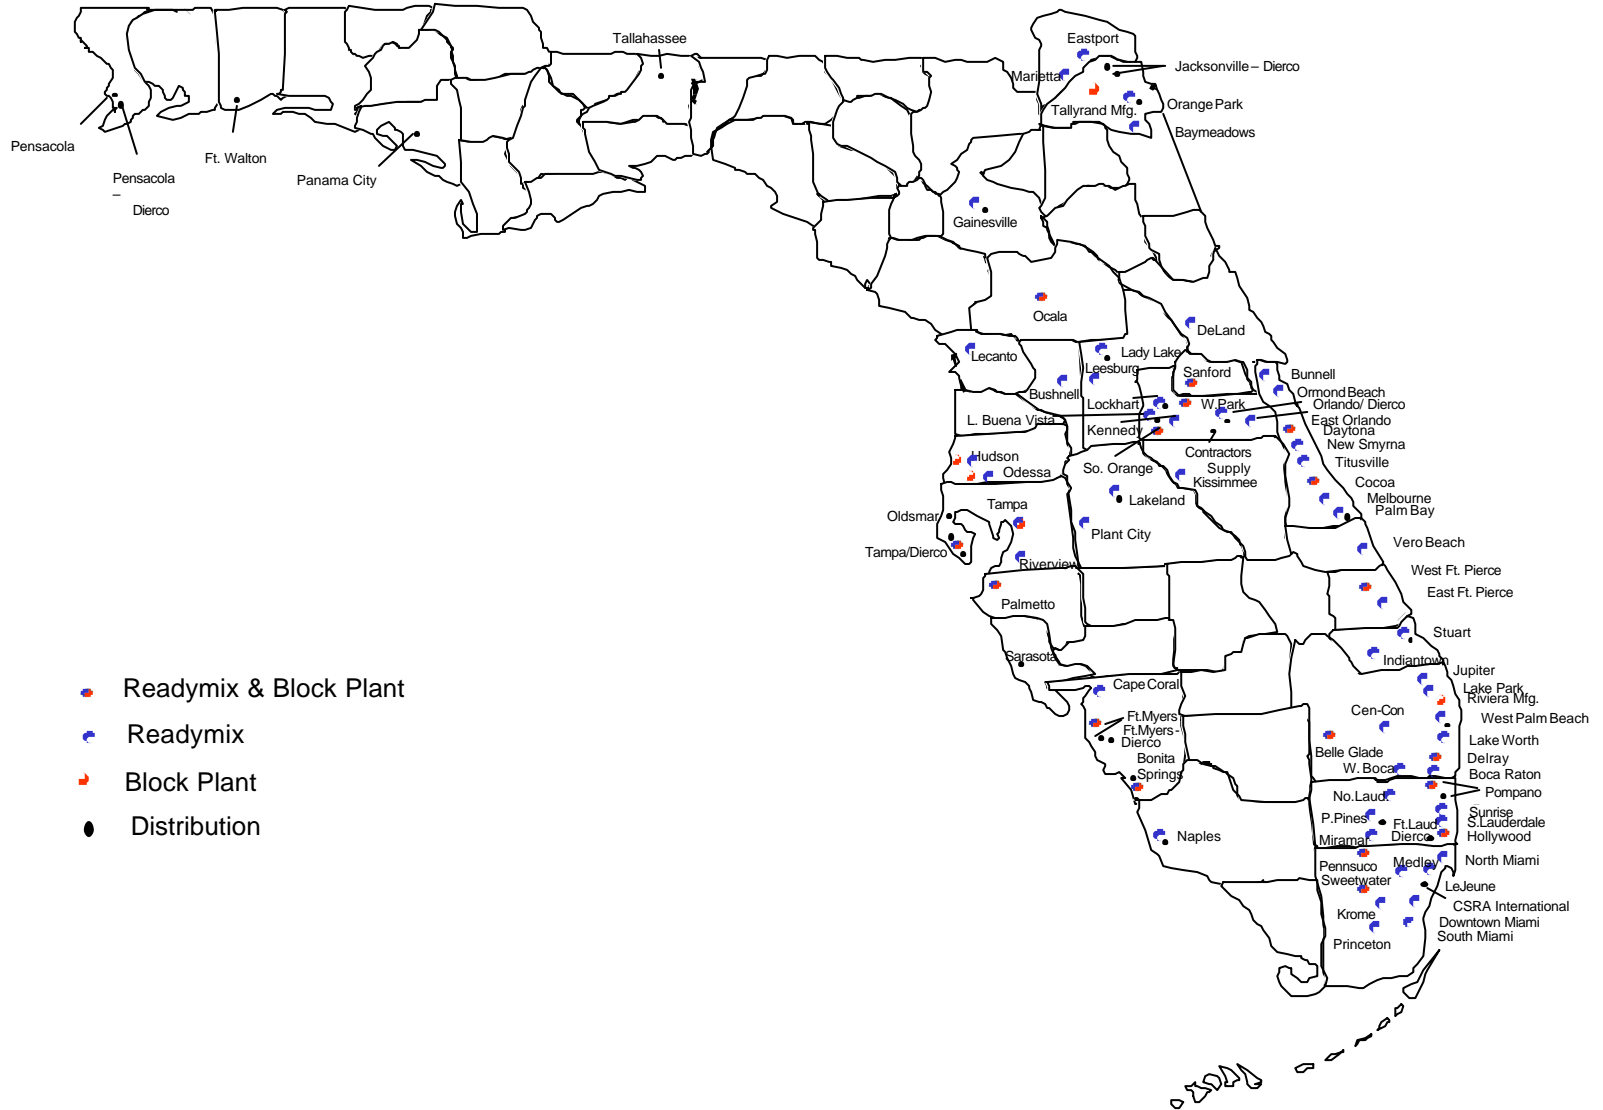 Tallahassee
Eastport
Marietta
Jacksonville – Dierco
Tallyrand Mfg.
Orange Park
Baymeadows
Pensacola
Pensacola
–
Dierco
Ft. Walton
Panama City
Gainesville
Ocala
DeLand
Lecanto
Lady Lake
Leesburg
Sanford
Bunnell
Bushnell
Ormond Beach
Lockhart
W.Park
Orlando/ Dierco
L. Buena Vista
East Orlando
Kennedy
Daytona
New Smyrna
Contractors
Supply
Hudson
So. Orange
Titusville
Odessa
Kissimmee
Cocoa
Lakeland
Melbourne
Palm Bay
Tampa
Oldsmar
Plant City
Vero Beach
Tampa/Dierco
Riverview
West Ft. Pierce
East Ft. Pierce
Palmetto
Stuart
Sarasota
Indiantown
Jupiter
Cape Coral
Lake Park
Riviera Mfg.
Cen-Con
Ft.Myers
West Palm Beach
Ft.Myers -
Dierco
Lake Worth
Belle Glade
Bonita
Springs
Delray
W. Boca
Boca Raton
Pompano
No.Laud.
Sunrise
P.Pines
Ft.Laud
Dierco
S.Lauderdale
Naples
Miramar
Hollywood
Pennsuco
Medley
North Miami
Sweetwater
LeJeune
CSRA International
Krome
Downtown Miami
South Miami
Princeton
Readymix & Block Plant
Readymix
Block Plant
Distribution